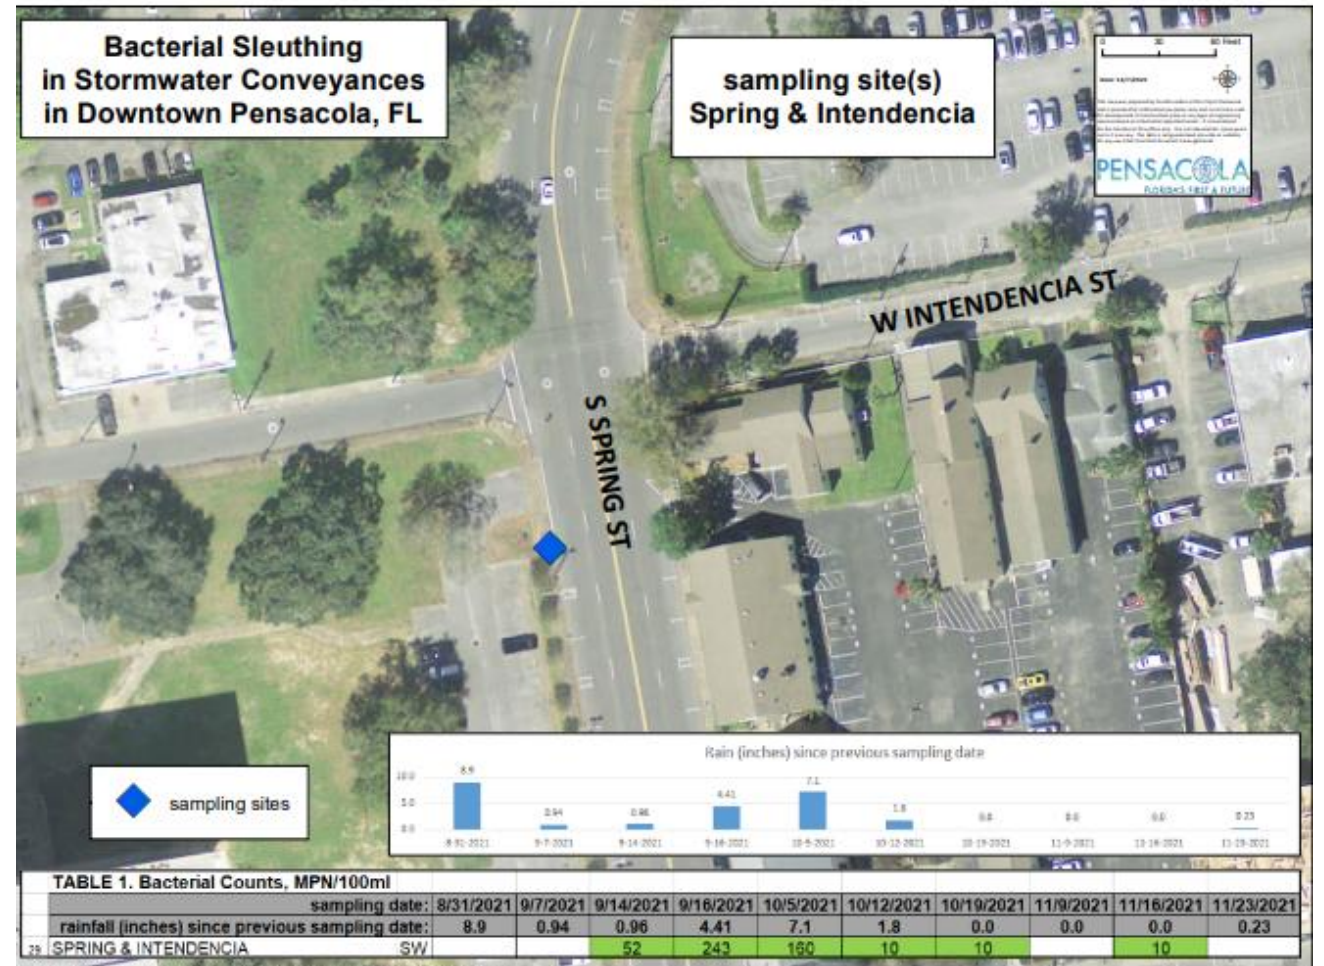 Bacterial Sleuthing
in Stormwater Conveyances
in Downtown Pensacola, FL
sampling site(s)
Spring & Intendencia
0 30 60 Feet
PENSACOLA
FLORIDA'S FIRST & FUTURE
W INTENDENCIA ST
S SPRING ST
sampling sites
Rain (inches) since previous sampling date
10.0
5.0
0.0
8.9 0.94 0.96 4.41 7.1 1.8 0.0 0.0 0.0 0.23
8-31-2021 9-7-2021 9-14-2021 9-16-2021 10-5-2021 10-12-2021 10-19-2021 11-9-2021 11-16-2021 11-23-2021
TABLE 1. Bacterial Counts, MPN/100ml
sampling date: 8/31/2021 9/7/2021 9/14/2021 9/16/2021 10/5/2021 10/12/2021 10/19/2021 11/9/2021 11/16/2021 11/23/2021
rainfall (inches) since previous sampling date: 8.9 0.94 0.96 4.41 7.1 1.8 0.0 0.0 0.0 0.23
29 SPRING & INTENDENCIA SW 52 243 160 10 10 10